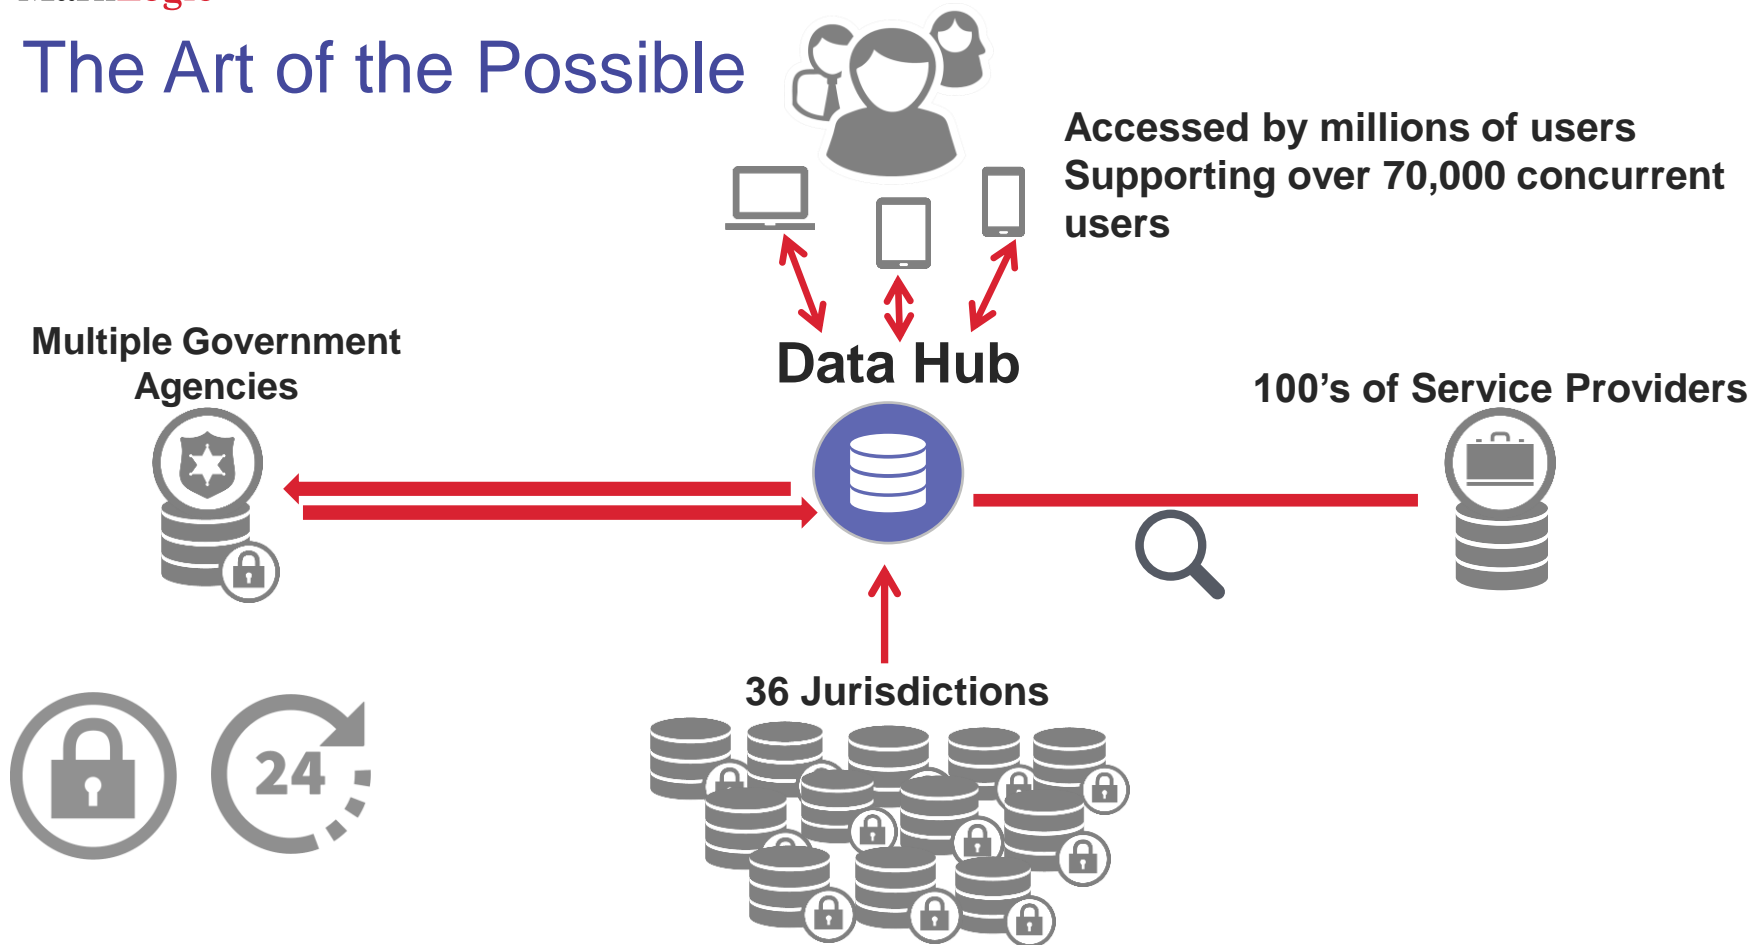 The Art of the Possible
Accessed by millions of users
Supporting over 70,000 concurrent
users
Multiple Government
Agencies
Data Hub
100’s of Service Providers
36 Jurisdictions
24